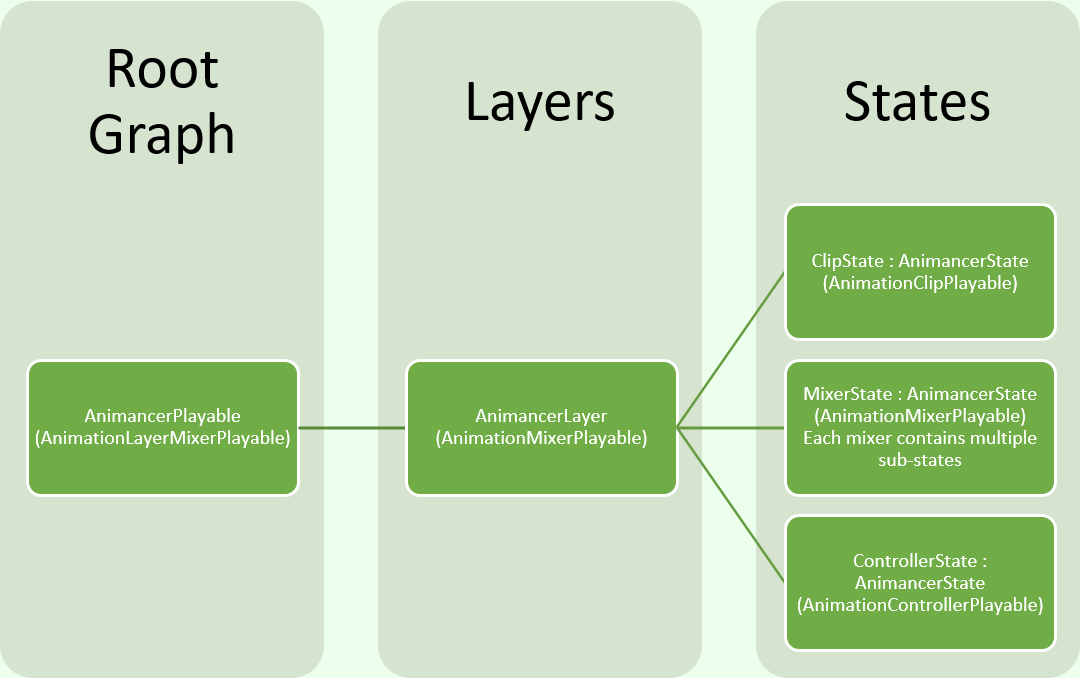 Root
Graph
Layers
States
AnimancerPlayable
(AnimationLayerMixerPlayable)
AnimancerLayer
(AnimationMixerPlayable)
ClipState : AnimancerState
(AnimationClipPlayable)
MixerState : AnimancerState
(AnimationMixerPlayable)
Each mixer contains multiple
sub-states
ControllerState :
AnimancerState
(AnimationControllerPlayable)